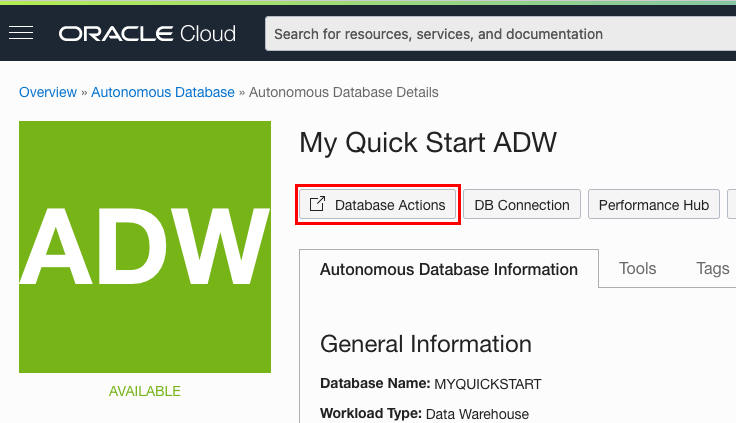 ORACLE Cloud
Search for resources, services, and documentation
Overview » Autonomous Database » Autonomous Database Details
ADW
AVAILABLE
My Quick Start ADW
Database Actions
DB Connection
Performance Hub
Autonomous Database Information
Tools
Tags
General Information
Database Name: MYQUICKSTART
Workload Type: Data Warehouse